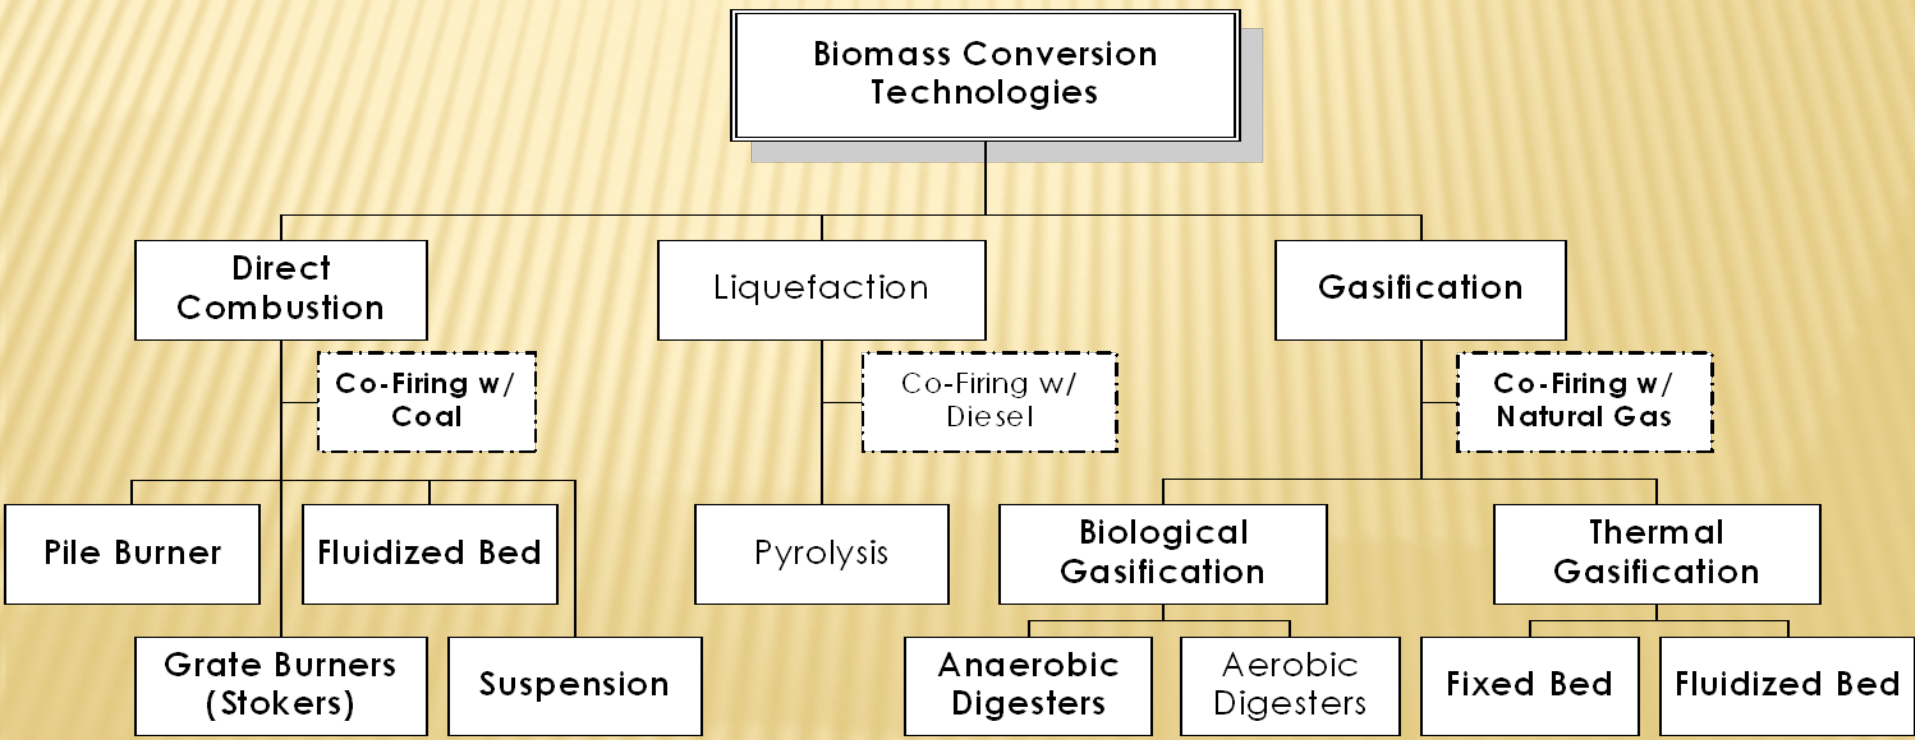 Biomass Conversion
Technologies
Direct
Combustion
Liquefaction
Gasification
Co-Firing w/
Coal
Co-Firing w/
Diesel
Co-Firing w/
Natural Gas
Pile Burner
Fluidized Bed
Pyrolysis
Biological
Gasification
Thermal
Gasification
Grate Burners
(Stokers)
Suspension
Anaerobic
Digesters
Aerobic
Digesters
Fixed Bed
Fluidized Bed